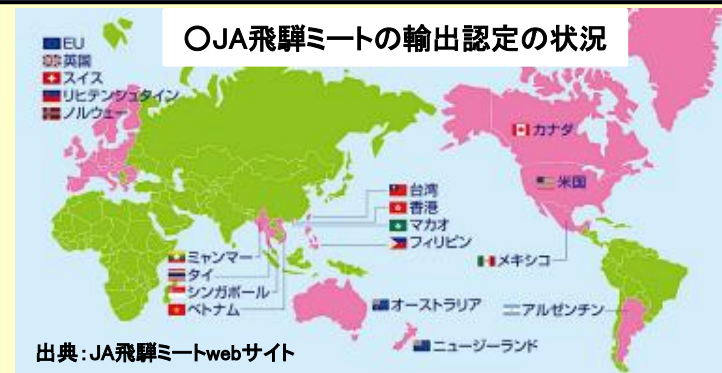 〇JA飛騨ミートの輸出認定の状況
EU
英国
スイス
リヒテンシュタイン
ノルウェー
カナダ
米国
台湾
香港
マカオ
フィリピン
ミャンマー
タイ
シンガポール
ベトナム
メキシコ
オーストラリア
アルゼンチン
ニュージーランド
出典：JA飛騨ミートwebサイト